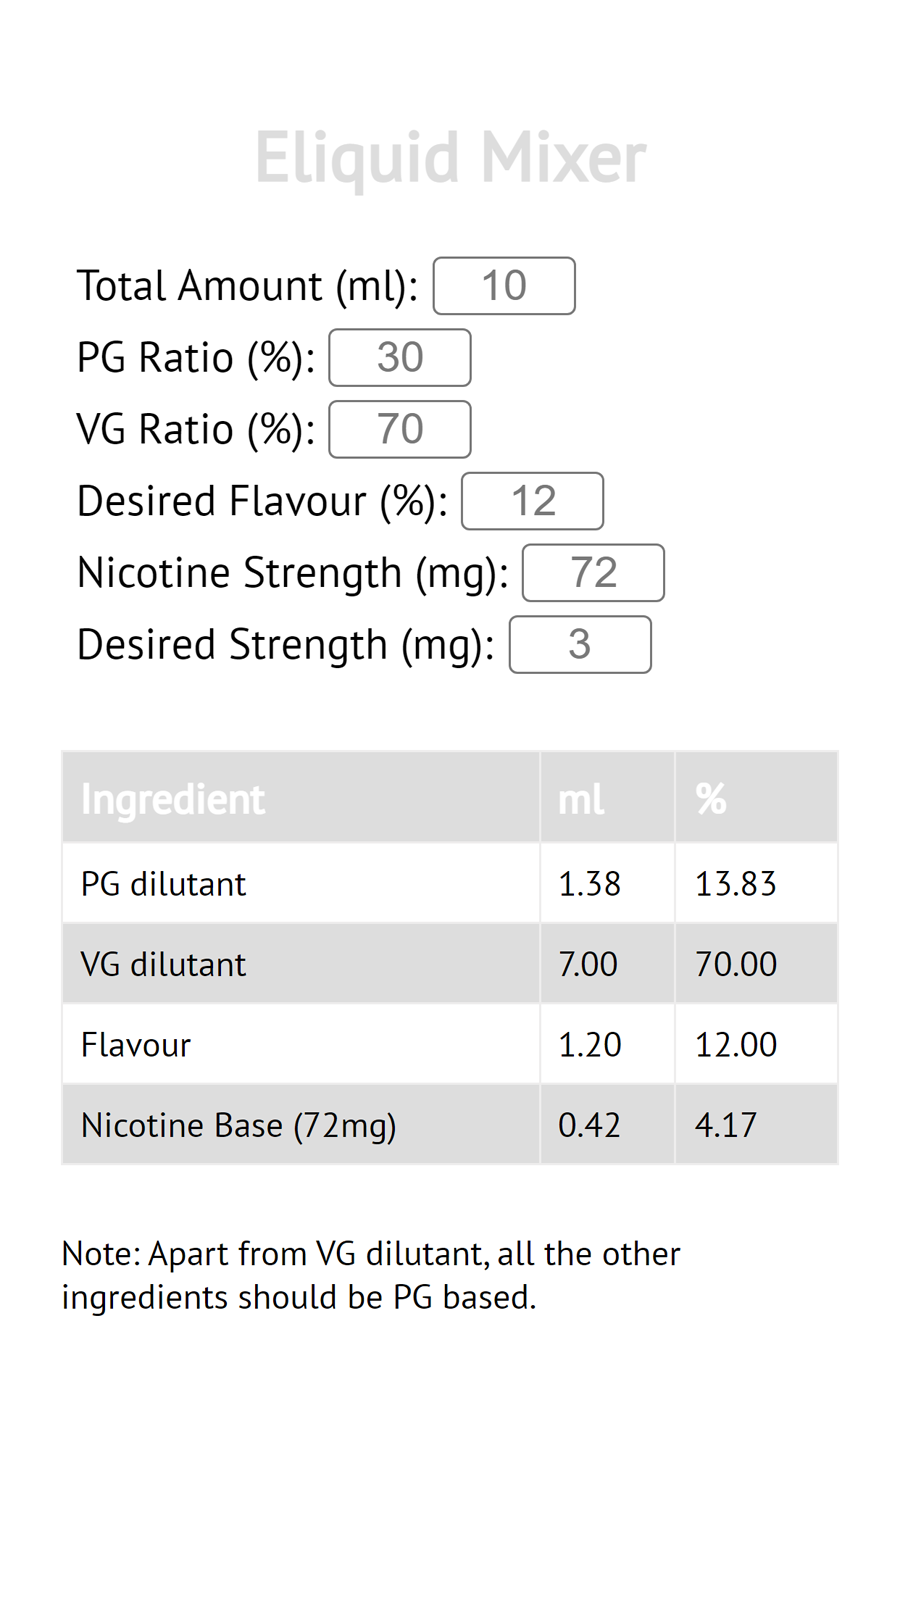 Eliquid Mixer
Total Amount (ml): 10
PG Ratio (%): 30
VG Ratio (%): 70
Desired Flavour (%): 12
Nicotine Strength (mg): 72
Desired Strength (mg): 3
Ingredient ml %
PG dilutant 1.38 13.83
VG dilutant 7.00 70.00
Flavour 1.20 12.00
Nicotine Base (72mg) 0.42 4.17
Note: Apart from VG dilutant, all the other
ingredients should be PG based.